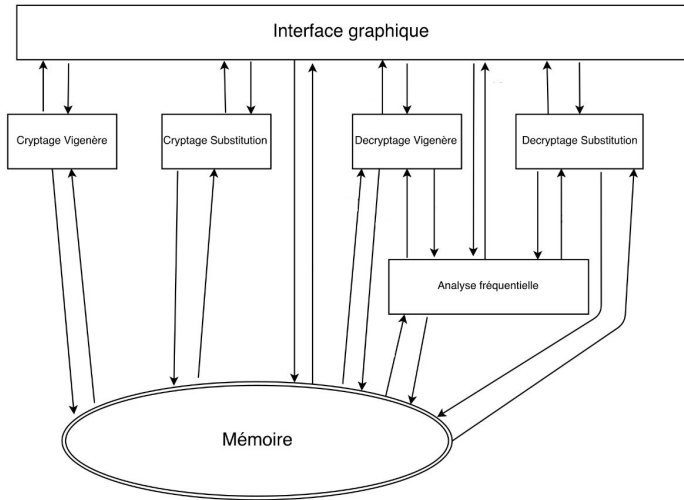 Interface graphique
Cryptage Vigenère
Cryptage Substitution
Decryptage Vigenère
Decryptage Substitution
Analyse fréquentielle
Mémoire